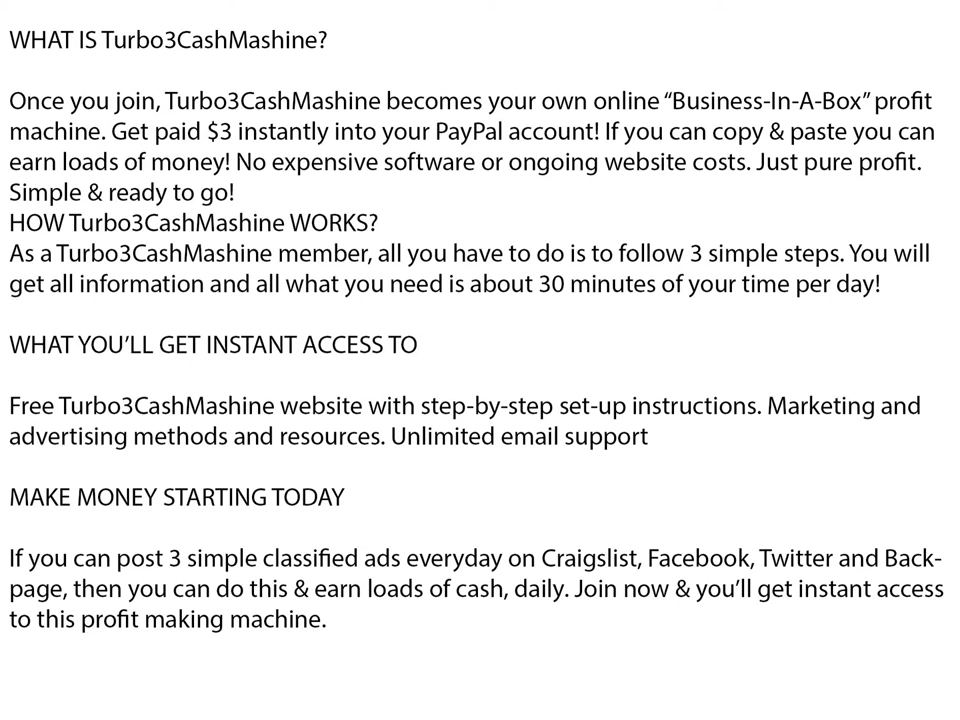 WHAT IS Turbo3CashMashine?
Once you join, Turbo3CashMashine becomes your own online “Business-In-A-Box” profit
machine. Get paid $3 instantly into your PayPal account! If you can copy & paste you can
earn loads of money! No expensive software or ongoing website costs. Just pure profit.
Simple & ready to go!
HOW Turbo3CashMashine WORKS?
As a Turbo3CashMashine member, all you have to do is to follow 3 simple steps. You will
get all information and all what you need is about 30 minutes of your time per day!
WHAT YOU’LL GET INSTANT ACCESS TO
Free Turbo3CashMashine website with step-by-step set-up instructions. Marketing and
advertising methods and resources. Unlimited email support
MAKE MONEY STARTING TODAY
If you can post 3 simple classified ads everyday on Craigslist, Facebook, Twitter and Back-
page, then you can do this & earn loads of cash, daily. Join now & you’ll get instant access
to this profit making machine.